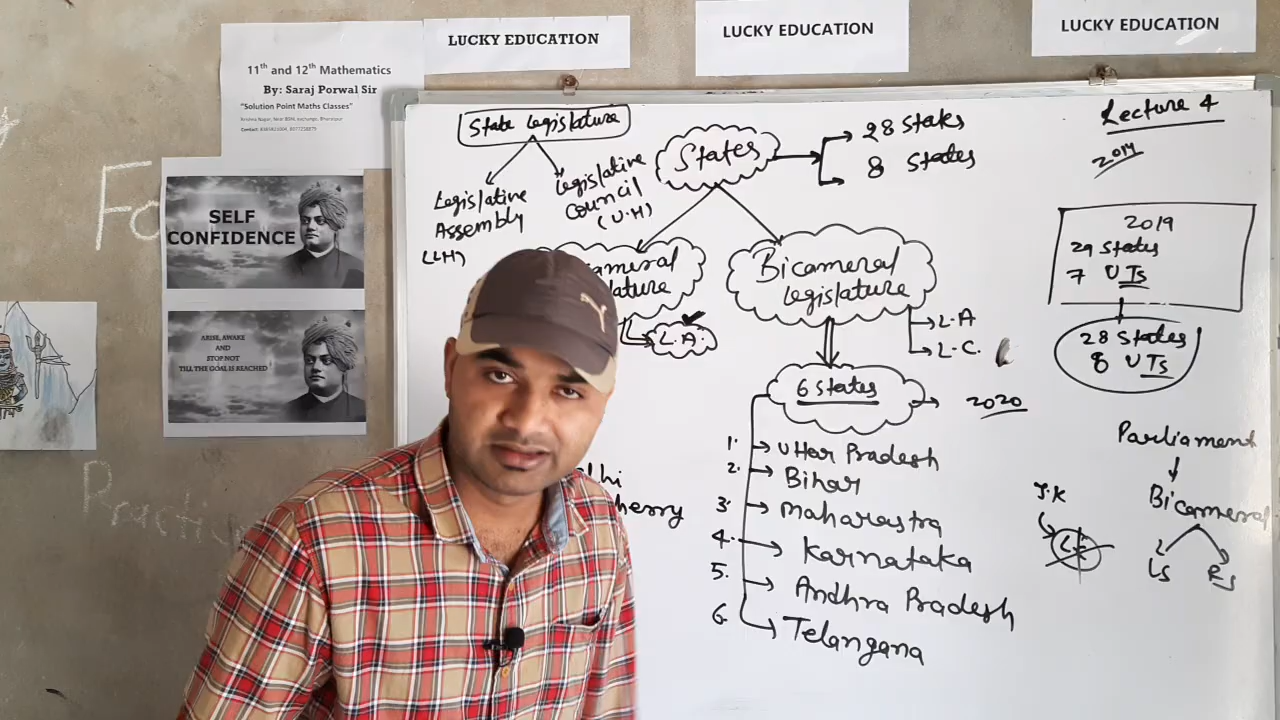 LUCKY EDUCATION
LUCKY EDUCATION
LUCKY EDUCATION
11th and 12th Mathematics
By: Saraj Porwal Sir
"Solution Point Maths Classes"
SELF
CONFIDENCE
ARISE, AWAKE
AND
STOP NOT
TILL THE GOAL IS REACHED
State Legislature
Legislative
Assembly
(LH)
Legislative
Council
(U.H)
States
28 States
8 States
Lecture 4
2014
2019
29 States
7 UTs
28 States
8 UTs
Bicameral
legislature
L.A.
L.A
L.C.
6 States
2020
1. Uttar Pradesh
2. Bihar
3. Maharastra
4. Karnataka
5. Andhra Pradesh
6. Telangana
Parliament
Bicameral
LS
RS
J.K